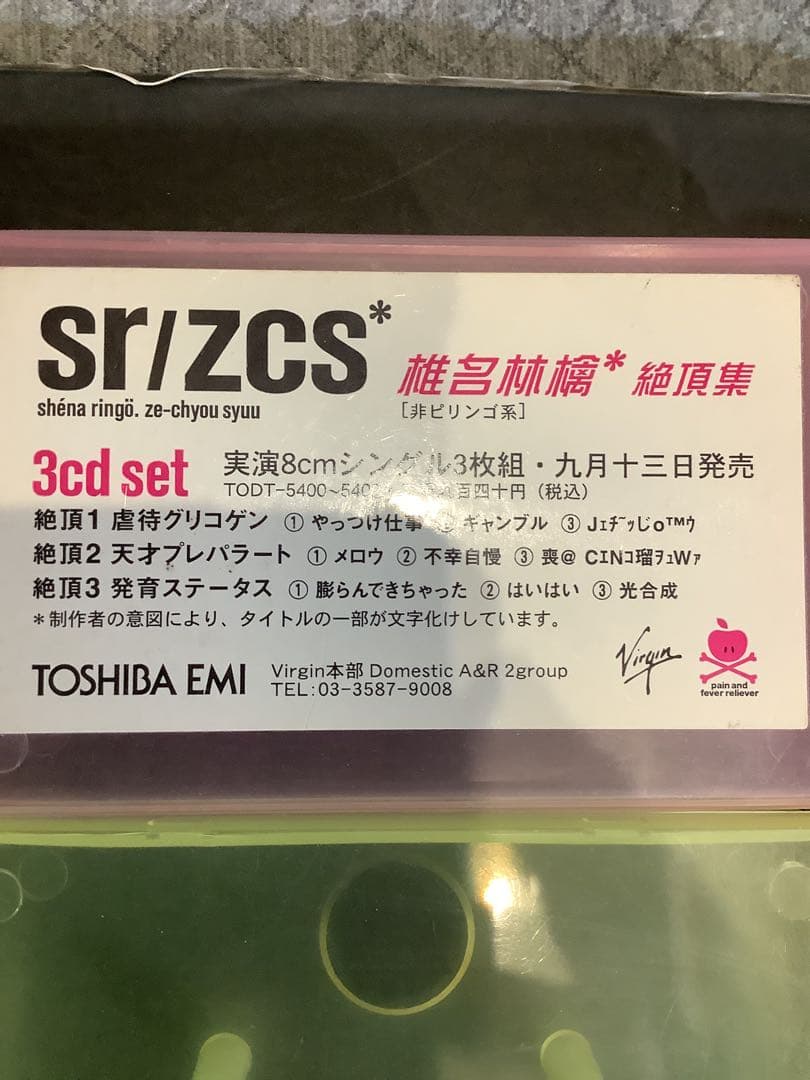 sr/zcs*
shéna ringö. ze-chyou syuu
椎名林檎* 絶頂集
[非ピリンゴ系]
3cd set 実演8cmシングル3枚組・九月十三日発売
TODT-5400~540 百四十円（税込）
絶頂1 虐待グリコゲン ① やっつけ仕事 ② ギャンブル ③ Jｪﾁﾞｯじo™ｳ
絶頂2 天才プレパラート ① メロウ ② 不幸自慢 ③ 喪@ CINｺ瑠ｦｭWｧ
絶頂3 発育ステータス ① 膨らんできちゃった ② はいはい ③ 光合成
*制作者の意図により、タイトルの一部が文字化けしています。
TOSHIBA EMI
Virgin本部 Domestic A&R 2group
TEL:03-3587-9008
Virgin
pain and
fever reliever